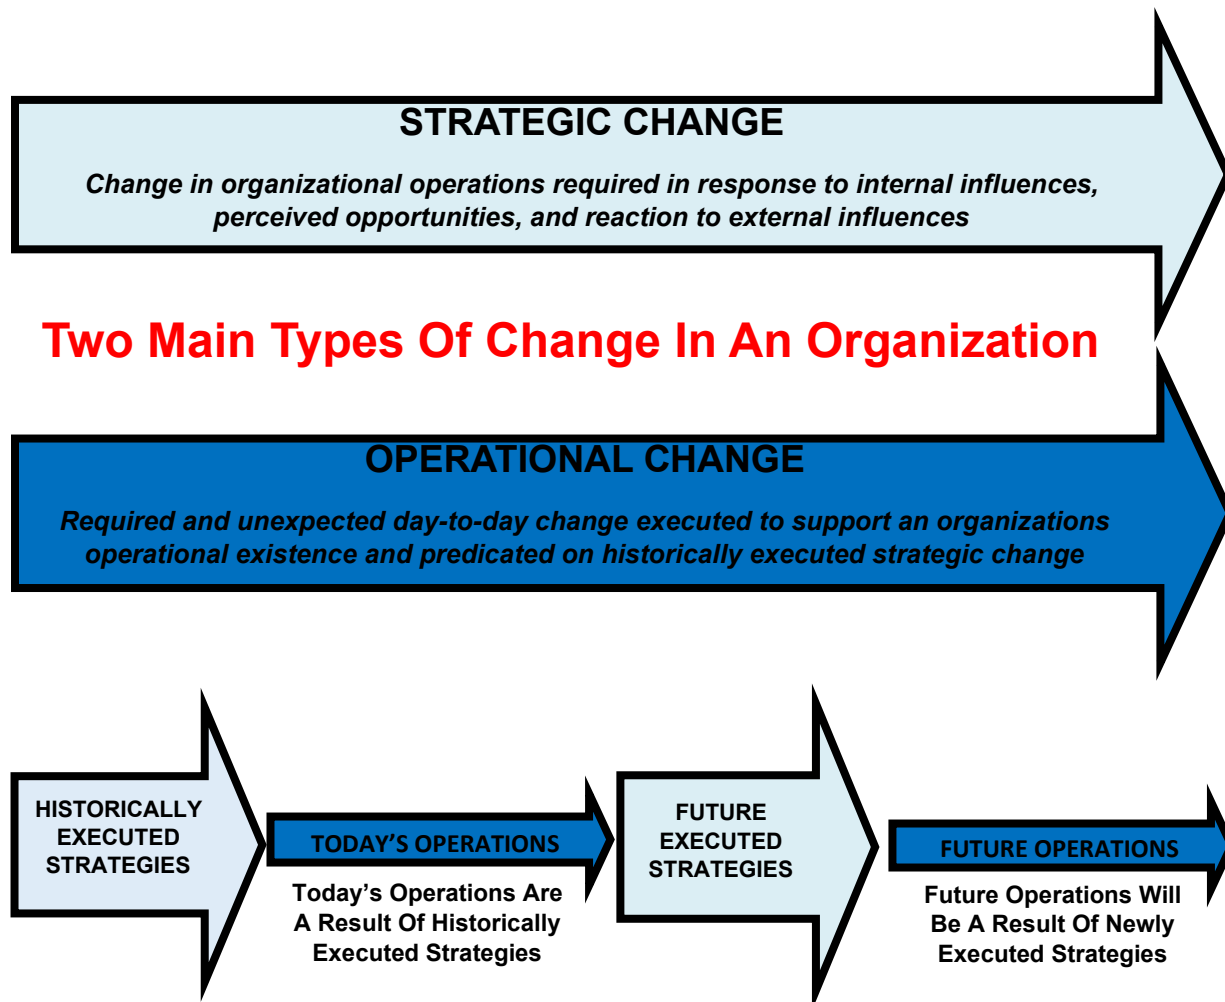 STRATEGIC CHANGE
Change in organizational operations required in response to internal influences,
perceived opportunities, and reaction to external influences
Two Main Types Of Change In An Organization
OPERATIONAL CHANGE
Required and unexpected day-to-day change executed to support an organizations
operational existence and predicated on historically executed strategic change
HISTORICALLY
EXECUTED
STRATEGIES
TODAY’S OPERATIONS
Today’s Operations Are
A Result Of Historically
Executed Strategies
FUTURE
EXECUTED
STRATEGIES
FUTURE OPERATIONS
Future Operations Will
Be A Result Of Newly
Executed Strategies